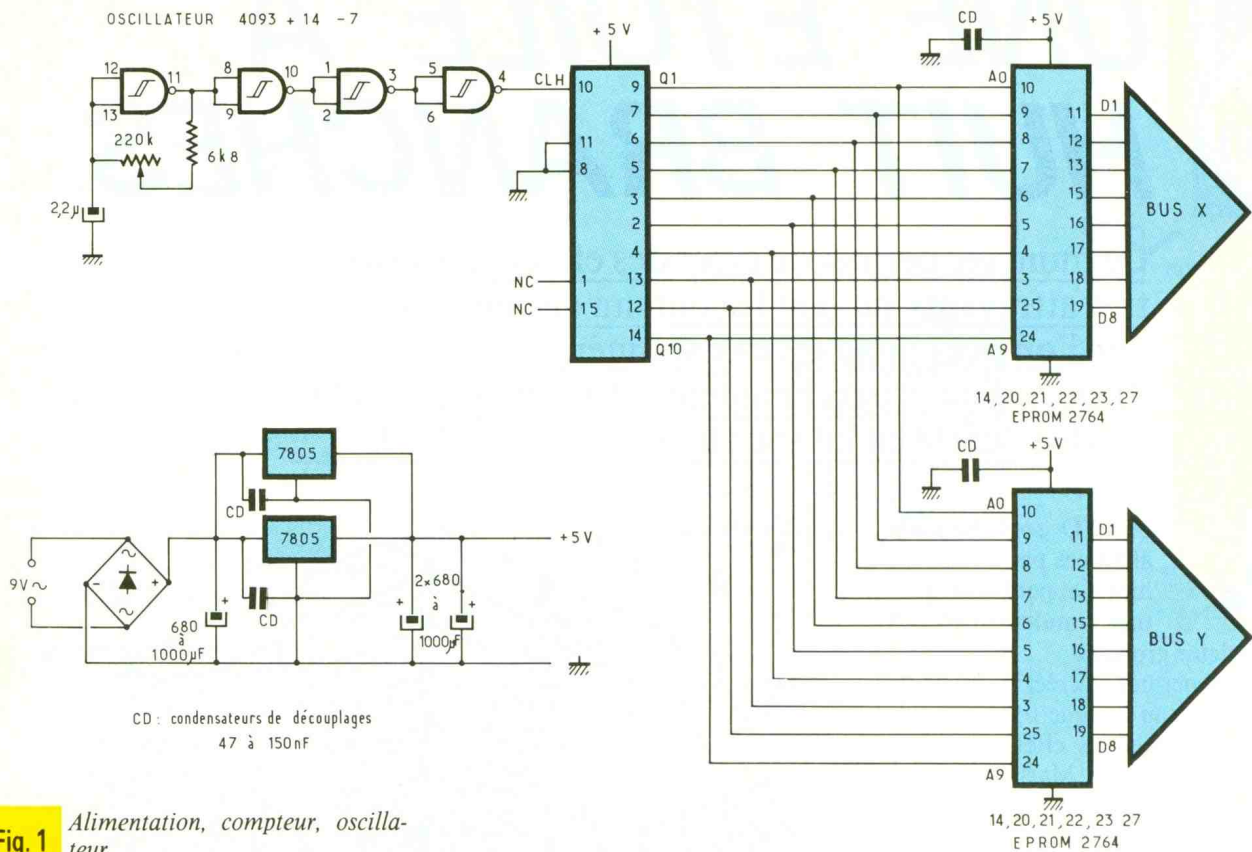 OSCILLATEUR 4093 + 14 - 7
12
13
11
8
9
10
1
2
3
5
6
4
220k
6k8
2,2µ
CLH
+ 5 V
10
11
8
NC
1
NC
15
9
7
6
5
3
2
4
13
12
14
Q1
Q10
CD
+ 5 V
A0
10
9
8
7
6
5
4
3
25
24
A9
11
12
13
15
16
17
18
19
D1
D8
BUS X
14, 20, 21, 22, 23, 27
EPROM 2764
CD
+ 5 V
A0
10
9
8
7
6
5
4
3
25
24
A9
11
12
13
15
16
17
18
19
D1
D8
BUS Y
14, 20, 21, 22, 23 27
EPROM 2764
7805
CD
7805
CD
9V ~
~
~
-
+
+
680
à
1000µF
+
2×680
à
1000µF
+
+5 V
CD : condensateurs de découplages
47 à 150nF
Fig. 1
Alimentation, compteur, oscilla-
teur